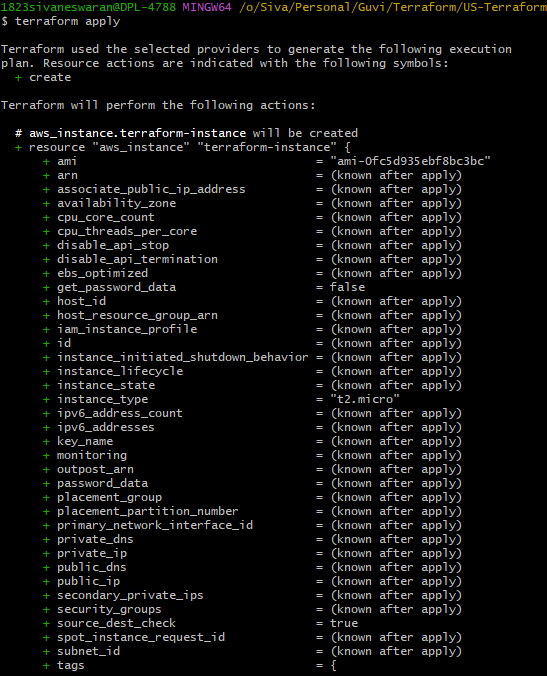 1823sivaneswaran@DPL-4788 MINGW64 /o/Siva/Personal/Guvi/Terraform/US-Terraform
$ terraform apply
Terraform used the selected providers to generate the following execution
plan. Resource actions are indicated with the following symbols:
+ create
Terraform will perform the following actions:
# aws_instance.terraform-instance will be created
+ resource "aws_instance" "terraform-instance" {
+ ami = "ami-0fc5d935ebf8bc3bc"
+ arn = (known after apply)
+ associate_public_ip_address = (known after apply)
+ availability_zone = (known after apply)
+ cpu_core_count = (known after apply)
+ cpu_threads_per_core = (known after apply)
+ disable_api_stop = (known after apply)
+ disable_api_termination = (known after apply)
+ ebs_optimized = (known after apply)
+ get_password_data = false
+ host_id = (known after apply)
+ host_resource_group_arn = (known after apply)
+ iam_instance_profile = (known after apply)
+ id = (known after apply)
+ instance_initiated_shutdown_behavior = (known after apply)
+ instance_lifecycle = (known after apply)
+ instance_state = (known after apply)
+ instance_type = "t2.micro"
+ ipv6_address_count = (known after apply)
+ ipv6_addresses = (known after apply)
+ key_name = (known after apply)
+ monitoring = (known after apply)
+ outpost_arn = (known after apply)
+ password_data = (known after apply)
+ placement_group = (known after apply)
+ placement_partition_number = (known after apply)
+ primary_network_interface_id = (known after apply)
+ private_dns = (known after apply)
+ private_ip = (known after apply)
+ public_dns = (known after apply)
+ public_ip = (known after apply)
+ secondary_private_ips = (known after apply)
+ security_groups = (known after apply)
+ source_dest_check = true
+ spot_instance_request_id = (known after apply)
+ subnet_id = (known after apply)
+ tags = {